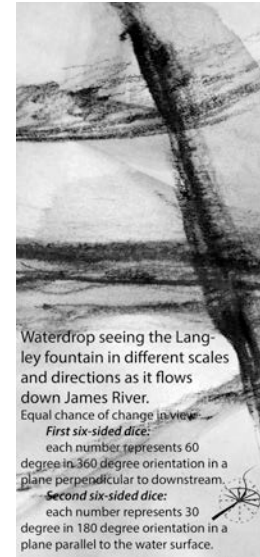 Waterdrop seeing the Lang-
ley fountain in different scales
and directions as it flows
down James River.
Equal chance of change in view
First six-sided dice:
each number represents 60
degree in 360 degree orientation in a
plane perpendicular to downstream.
Second six-sided dice:
each number represents 30
degree in 180 degree orientation in a
plane parallel to the water surface.